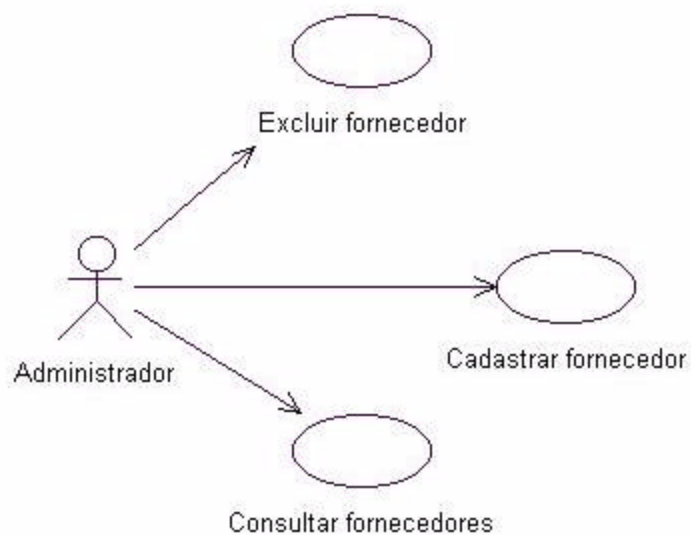 Excluir fornecedor
Administrador
Cadastrar fornecedor
Consultar fornecedores